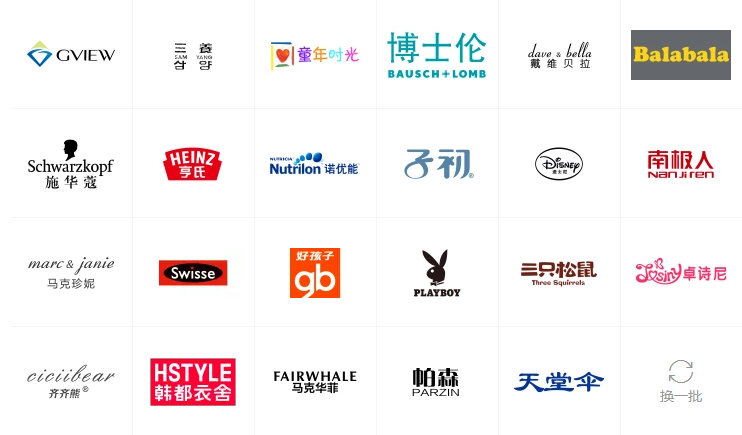 GVIEW
三 養
SAM YANG
삼 양
童年时光
博士伦
BAUSCH+LOMB
dave & bella
戴维贝拉
Balabala
Schwarzkopf
施华蔻
HEINZ
亨氏
NUTRICIA
Nutrilon 诺优能
子初®
Disney
迪士尼
南极人
NanJiren
marc & janie
马克珍妮
Swisse
好孩子
gb
PLAYBOY
三只松鼠
Three Squirrels
Josiny 卓诗尼
ciciibear
齐齐熊®
HSTYLE
韩都衣舍
FAIRWHALE
马克华菲
帕森
PARZIN
天堂伞
换一批